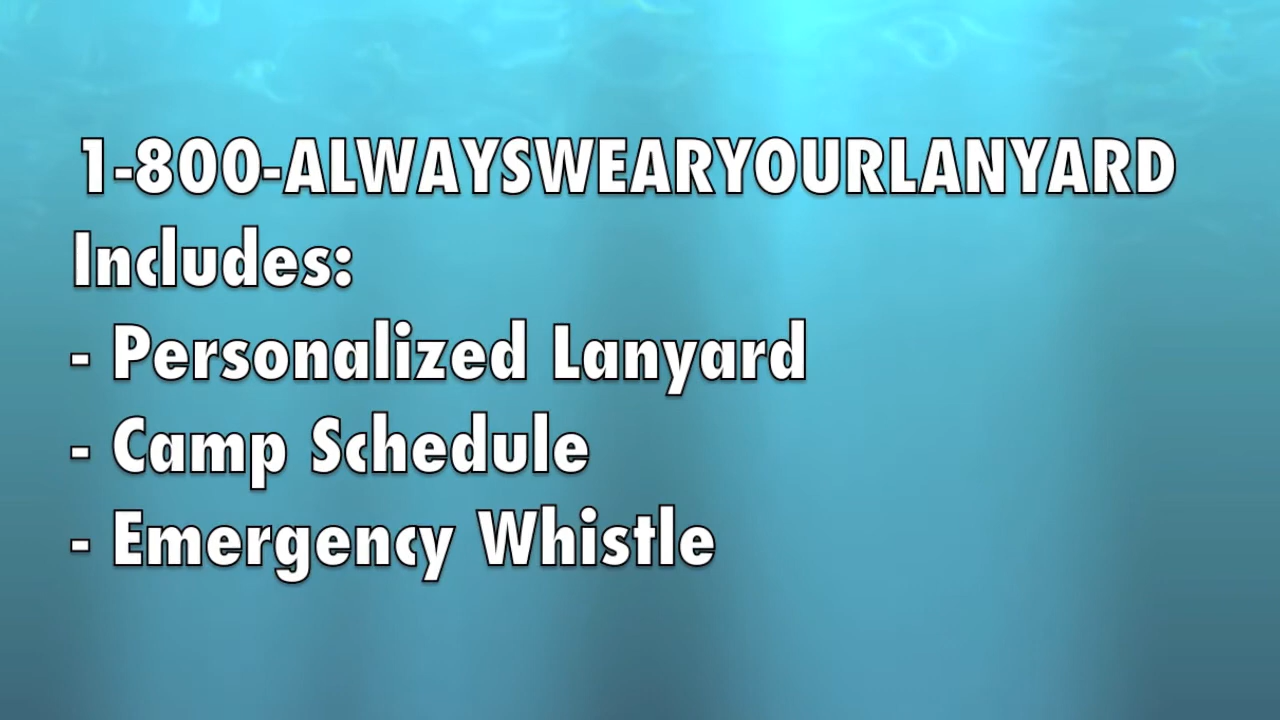 1-800-ALWAYSWEARYOURLANYARD
Includes:
- Personalized Lanyard
- Camp Schedule
- Emergency Whistle